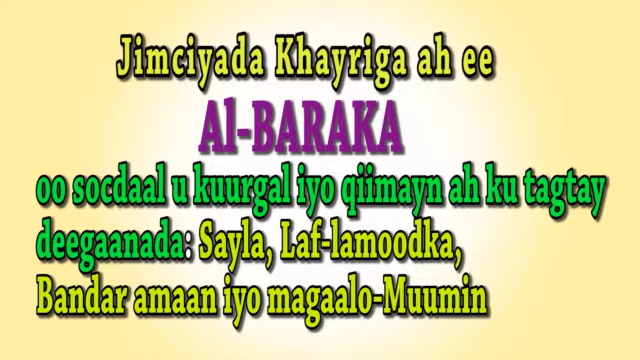 Jimciyada Khayriga ah ee
Al-BARAKA
oo socdaal u kuurgal iyo qiimayn ah ku tagtay
deegaanada: Sayla, Laf-lamoodka,
Bandar amaan iyo magaalo-Muumin